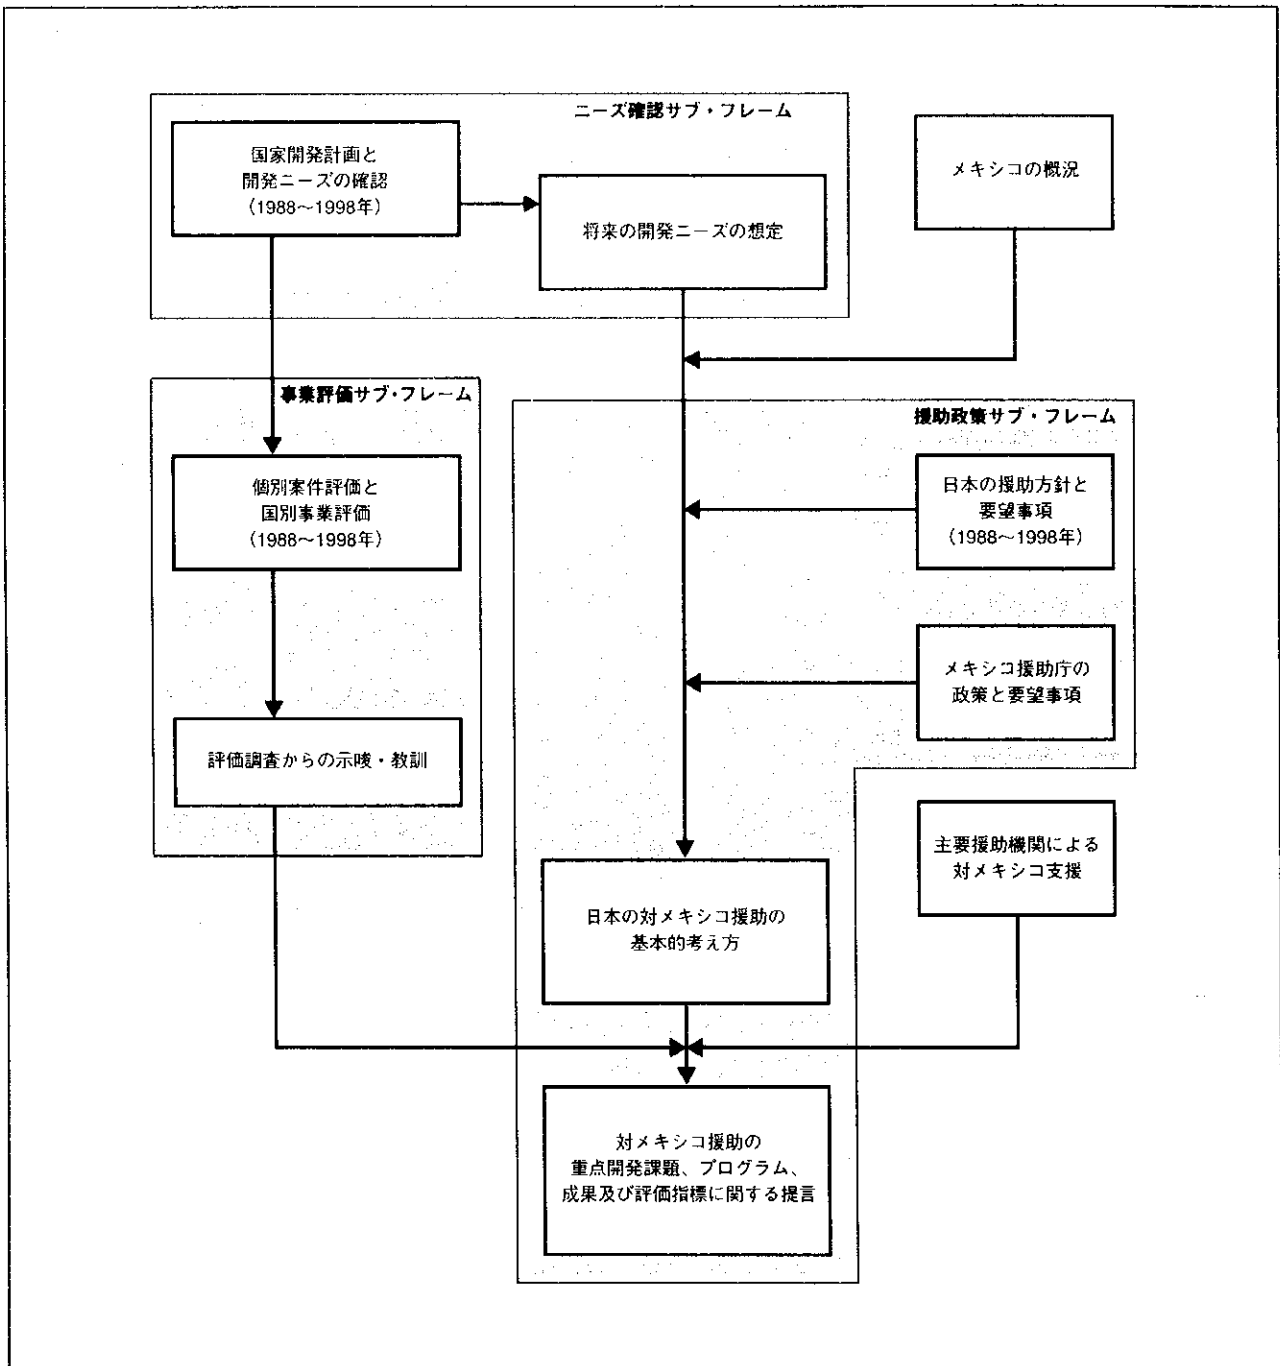 ニーズ確認サブ・フレーム
国家開発計画と
開発ニーズの確認
（1988～1998年）
将来の開発ニーズの想定
メキシコの概況
事業評価サブ・フレーム
個別案件評価と
国別事業評価
（1988～1998年）
評価調査からの示唆・教訓
援助政策サブ・フレーム
日本の援助方針と
要望事項
（1988～1998年）
メキシコ援助庁の
政策と要望事項
主要援助機関による
対メキシコ支援
日本の対メキシコ援助の
基本的考え方
対メキシコ援助の
重点開発課題、プログラム、
成果及び評価指標に関する提言